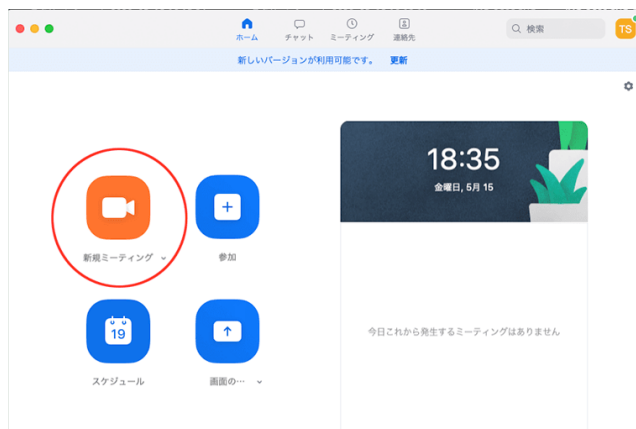 ホーム
チャット
ミーティング
連絡先
検索
TS
新しいバージョンが利用可能です。 更新
18:35
金曜日, 5月 15
新規ミーティング
参加
19
スケジュール
画面の…
今日これから発生するミーティングはありません